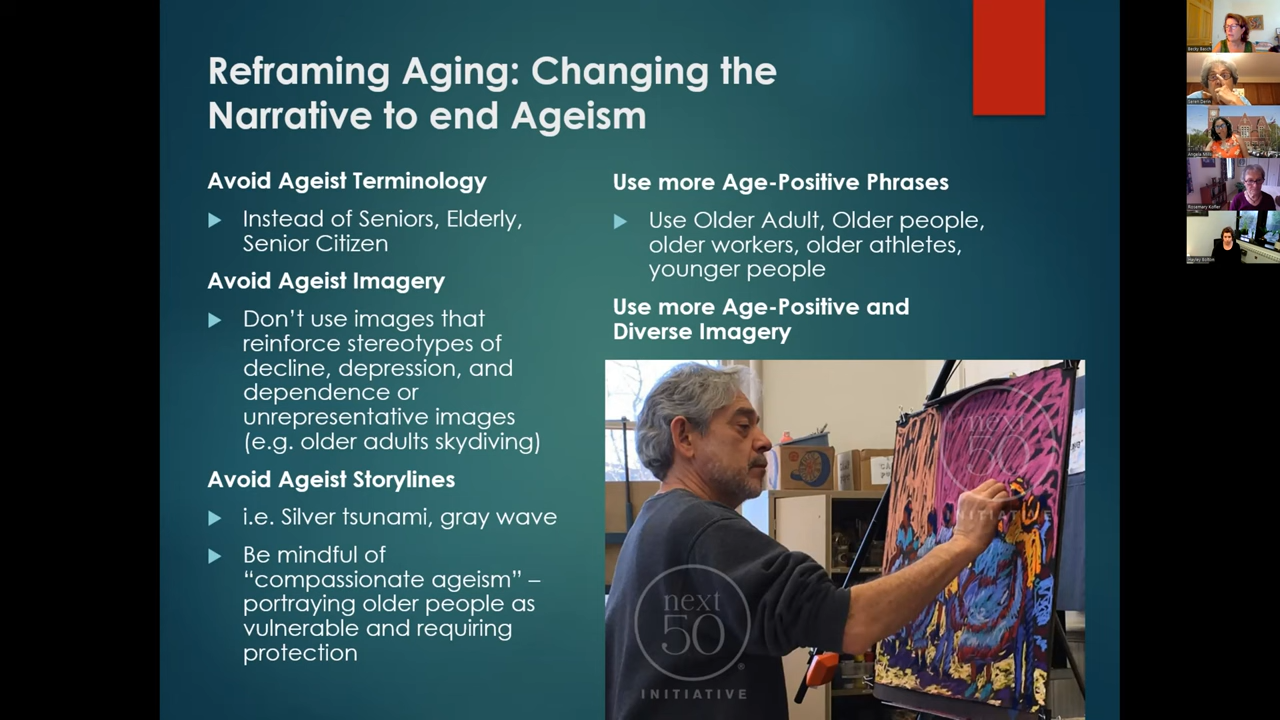 Reframing Aging: Changing the
Narrative to end Ageism
Avoid Ageist Terminology
Instead of Seniors, Elderly,
Senior Citizen
Avoid Ageist Imagery
Don’t use images that
reinforce stereotypes of
decline, depression, and
dependence or
unrepresentative images
(e.g. older adults skydiving)
Avoid Ageist Storylines
i.e. Silver tsunami, gray wave
Be mindful of
“compassionate ageism” –
portraying older people as
vulnerable and requiring
protection
Use more Age-Positive Phrases
Use Older Adult, Older people,
older workers, older athletes,
younger people
Use more Age-Positive and
Diverse Imagery
next
50
INITIATIVE
next
50
®
INITIATIVE